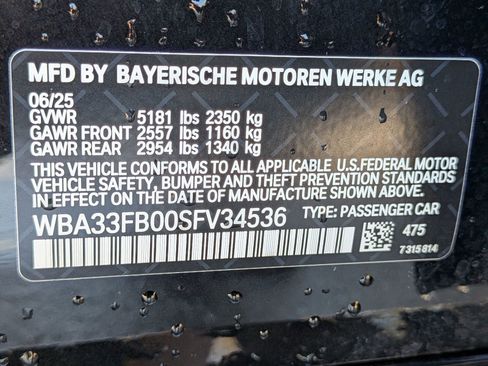 MFD BY BAYERISCHE MOTOREN WERKE AG
06/25
GVWR 5181 lbs 2350 kg
GAWR FRONT 2557 lbs 1160 kg
GAWR REAR 2954 lbs 1340 kg
THIS VEHICLE CONFORMS TO ALL APPLICABLE U.S.FEDERAL MOTOR
VEHICLE SAFETY, BUMPER AND THEFT PREVENTION STANDARDS
IN EFFECT ON THE DATE OF MANUFACTURE SHOWN ABOVE.
WBA33FB00SFV34536 TYPE: PASSENGER CAR
475
7315814